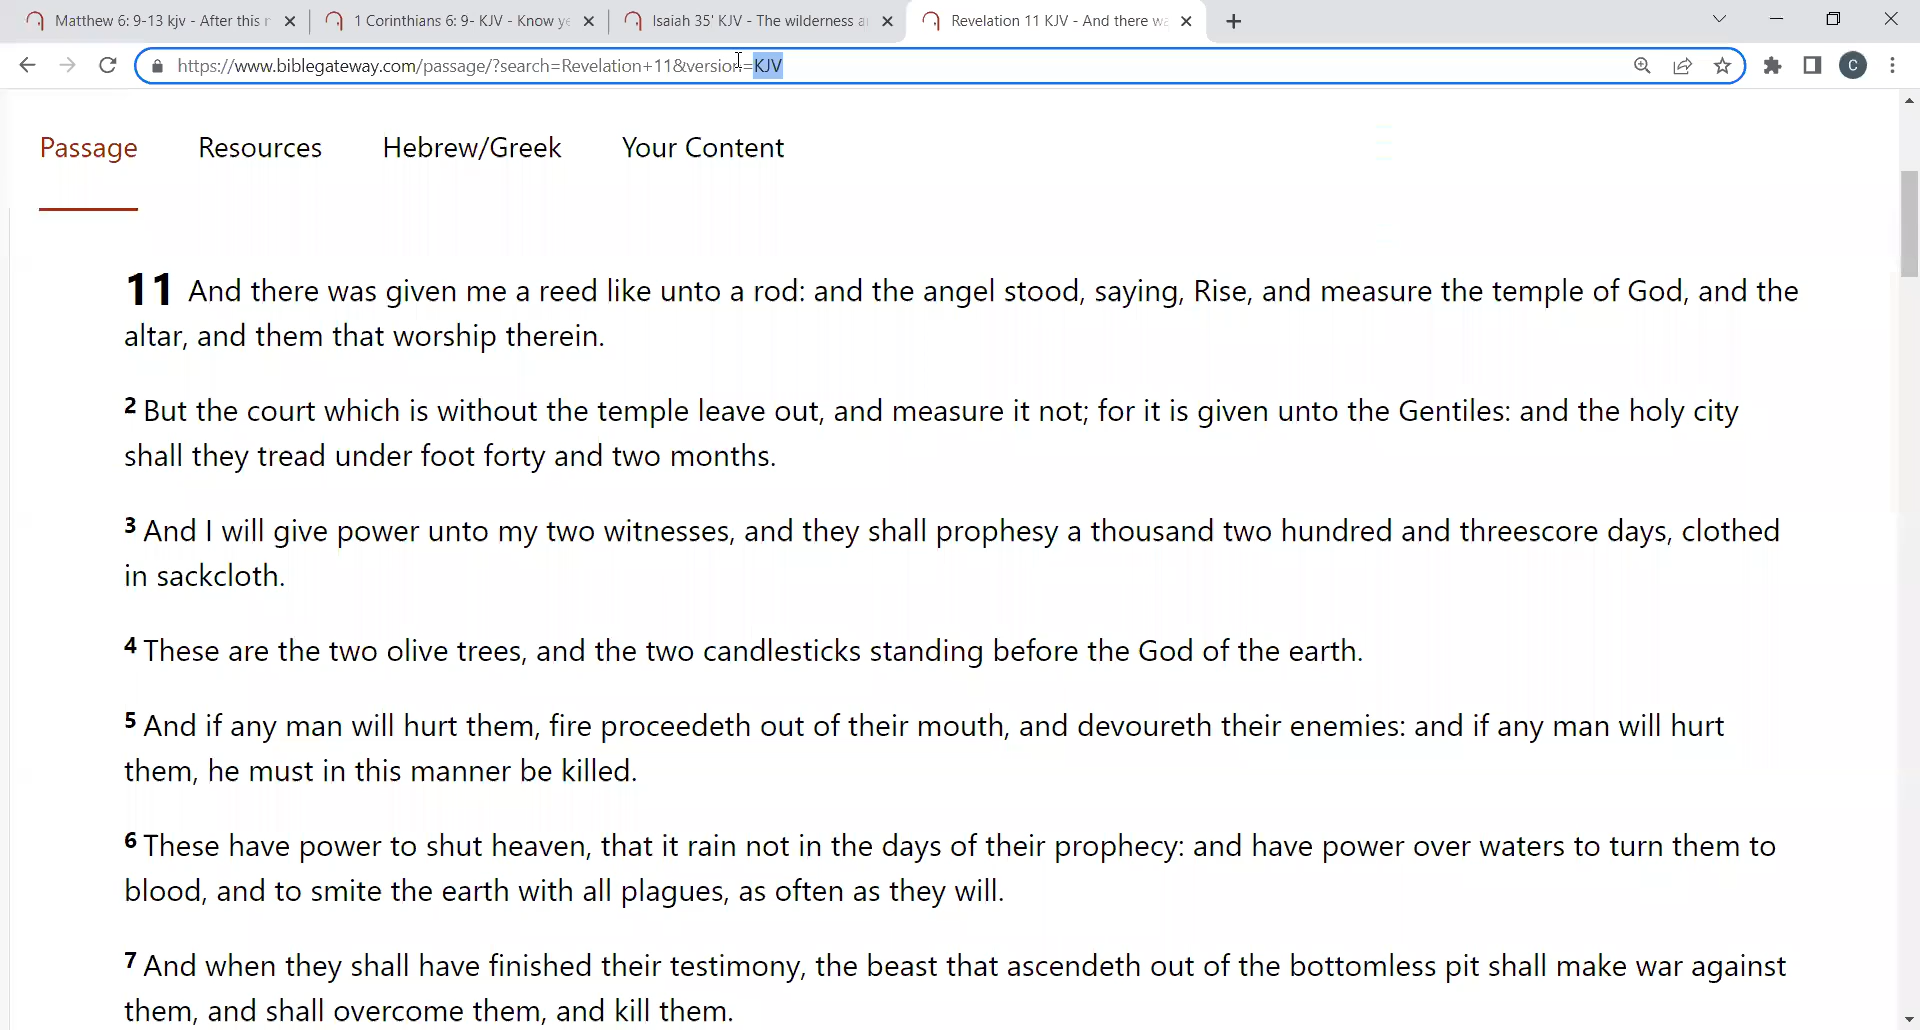 Matthew 6: 9-13 kjv - After this
1 Corinthians 6: 9- KJV - Know ye
Isaiah 35' KJV - The wilderness a
Revelation 11 KJV - And there wa
https://www.biblegateway.com/passage/?search=Revelation+11&version=KJV
C
Passage Resources Hebrew/Greek Your Content
11 And there was given me a reed like unto a rod: and the angel stood, saying, Rise, and measure the temple of God, and the
altar, and them that worship therein.
2 But the court which is without the temple leave out, and measure it not; for it is given unto the Gentiles: and the holy city
shall they tread under foot forty and two months.
3 And I will give power unto my two witnesses, and they shall prophesy a thousand two hundred and threescore days, clothed
in sackcloth.
4 These are the two olive trees, and the two candlesticks standing before the God of the earth.
5 And if any man will hurt them, fire proceedeth out of their mouth, and devoureth their enemies: and if any man will hurt
them, he must in this manner be killed.
6 These have power to shut heaven, that it rain not in the days of their prophecy: and have power over waters to turn them to
blood, and to smite the earth with all plagues, as often as they will.
7 And when they shall have finished their testimony, the beast that ascendeth out of the bottomless pit shall make war against
them, and shall overcome them, and kill them.